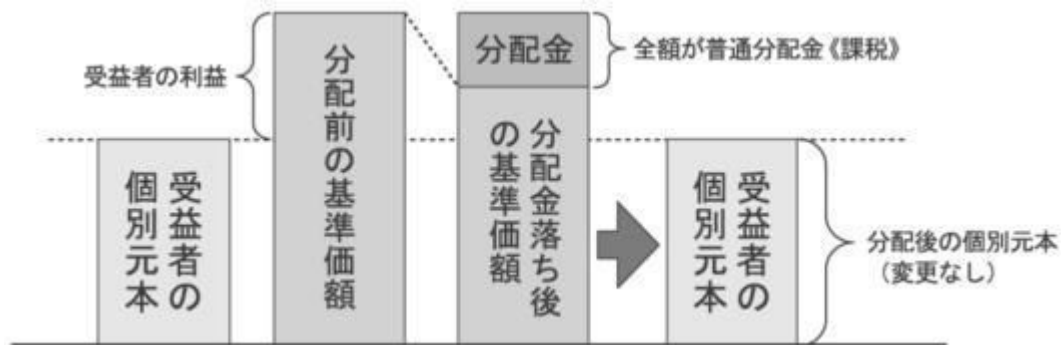 受益者の利益
受益者の
個別元本
分配前の基準価額
分配金
全額が普通分配金《課税》
分配金落ち後
の基準価額
受益者の
個別元本
分配後の個別元本
（変更なし）